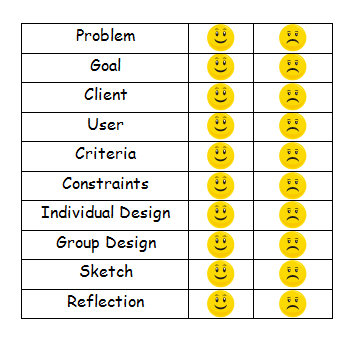 Problem
Goal
Client
User
Criteria
Constraints
Individual Design
Group Design
Sketch
Reflection